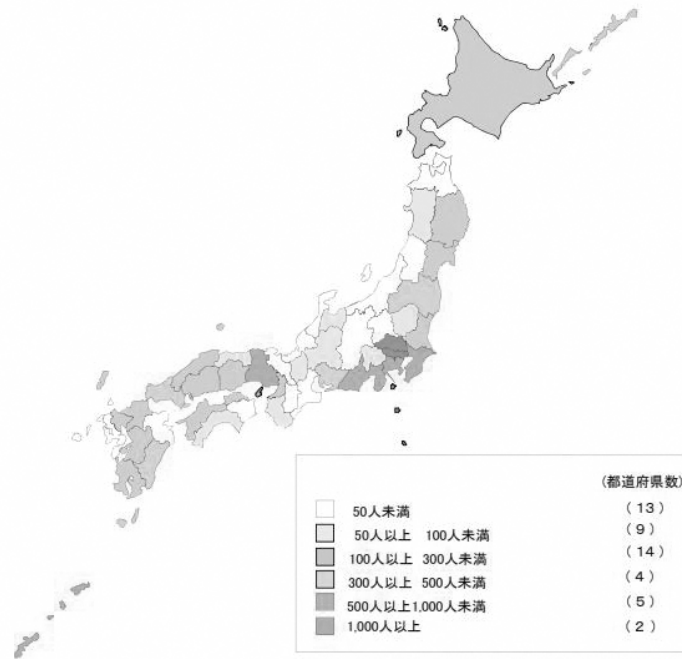 (都道府県数)
50人未満 (13)
50人以上 100人未満 (9)
100人以上 300人未満 (14)
300人以上 500人未満 (4)
500人以上1,000人未満 (5)
1,000人以上 (2)